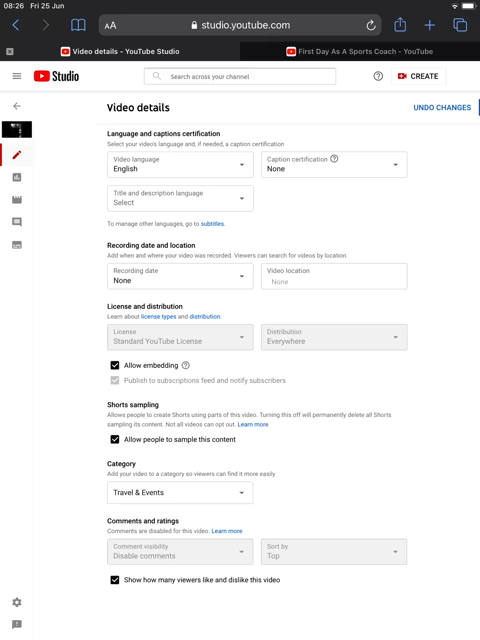 08:26 Fri 25 Jun
AA
studio.youtube.com
Video details - YouTube Studio
First Day As A Sports Coach - YouTube
Studio
Search across your channel
CREATE
Video details
UNDO CHANGES
Language and captions certification
Select your video's language and, if needed, a caption certification
Video language
English
Caption certification
None
Title and description language
Select
To manage other languages, go to subtitles.
Recording date and location
Add when and where your video was recorded. Viewers can search for videos by location.
Recording date
None
Video location
None
License and distribution
Learn about license types and distribution.
License
Standard YouTube License
Distribution
Everywhere
Allow embedding
Publish to subscriptions feed and notify subscribers
Shorts sampling
Allows people to create Shorts using parts of this video. Turning this off will permanently delete all Shorts
sampling its content. Not all videos can opt out. Learn more
Allow people to sample this content
Category
Add your video to a category so viewers can find it more easily
Travel & Events
Comments and ratings
Comments are disabled for this video. Learn more
Comment visibility
Disable comments
Sort by
Top
Show how many viewers like and dislike this video